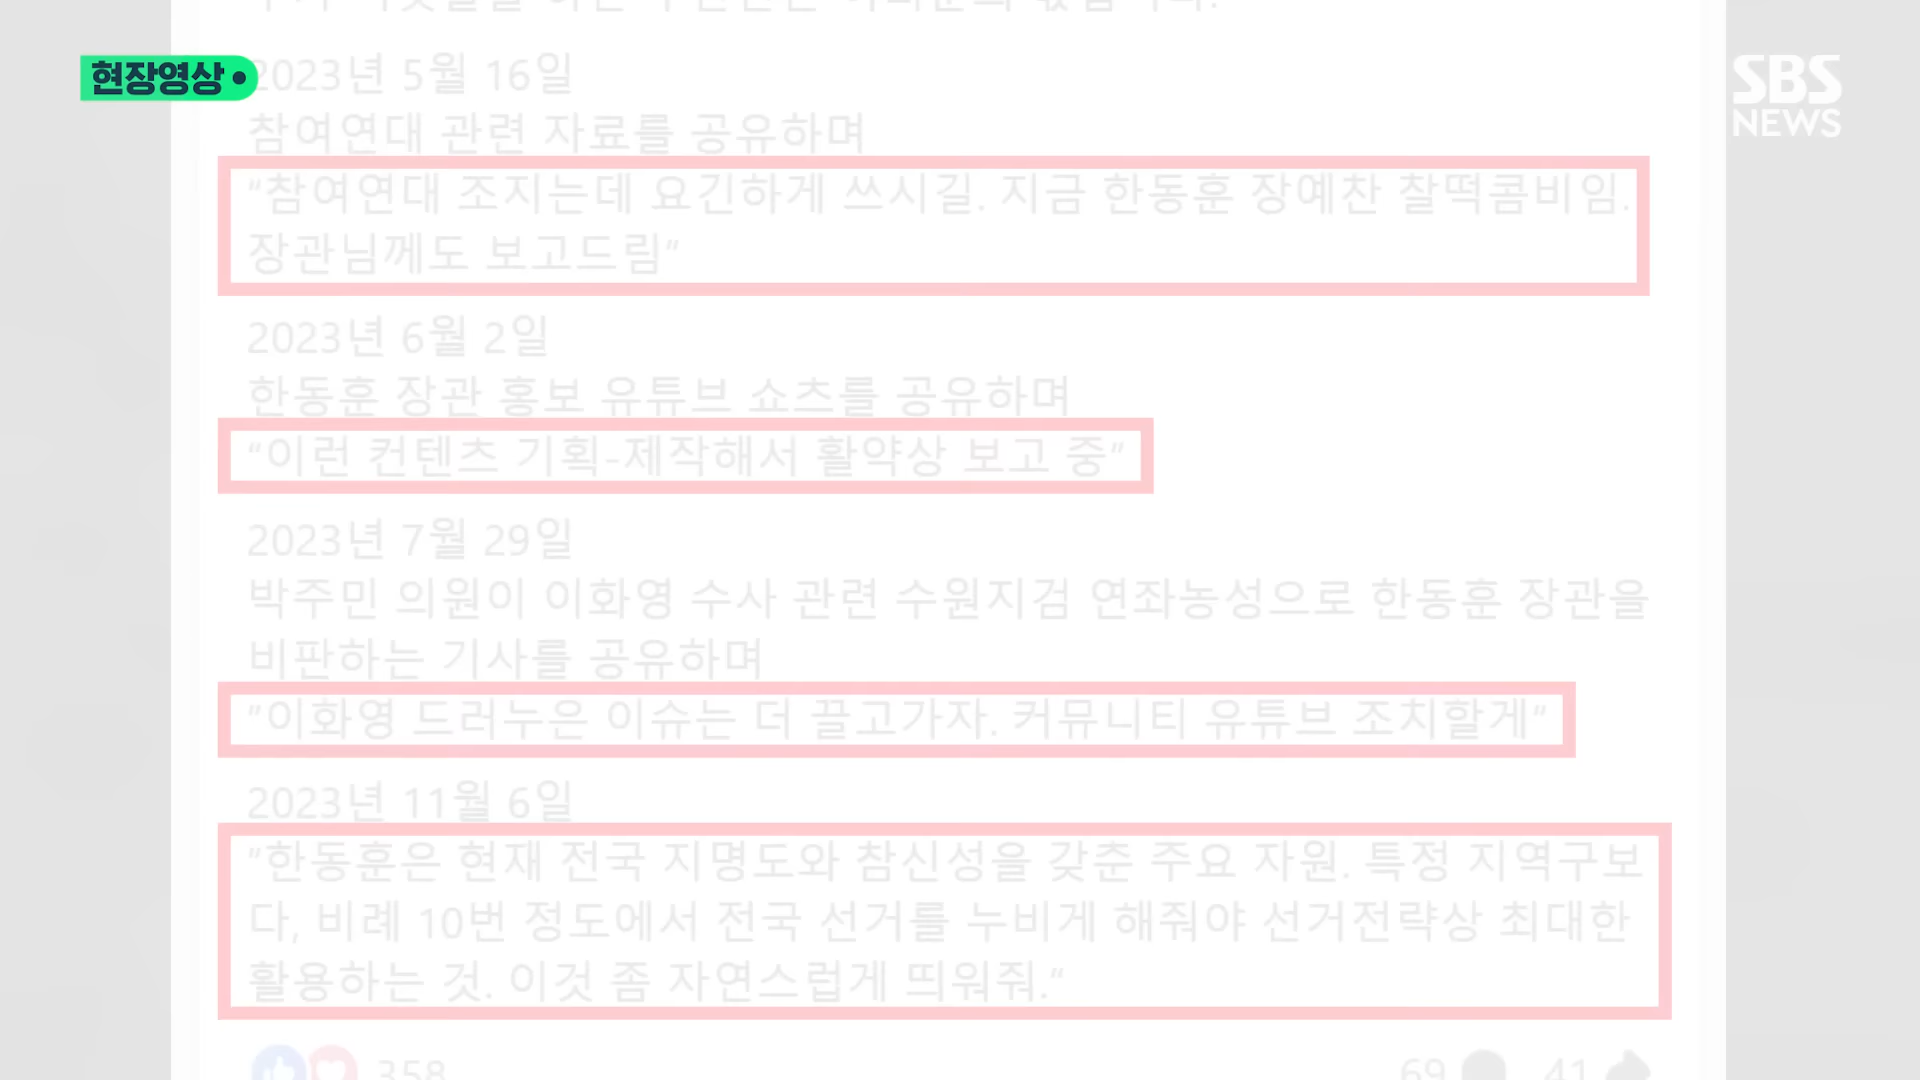 현장영상
SBS
NEWS
2023년 5월 16일
참여연대 관련 자료를 공유하며
“참여연대 조지는데 요긴하게 쓰시길. 지금 한동훈 장예찬 찰떡콤비임.
장관님께도 보고드림”
2023년 6월 2일
한동훈 장관 홍보 유튜브 쇼츠를 공유하며
“이런 컨텐츠 기획-제작해서 활약상 보고 중”
2023년 7월 29일
박주민 의원이 이화영 수사 관련 수원지검 연좌농성으로 한동훈 장관을
비판하는 기사를 공유하며
”이화영 드러누은 이슈는 더 끌고가자. 커뮤니티 유튜브 조치할게“
2023년 11월 6일
”한동훈은 현재 전국 지명도와 참신성을 갖춘 주요 자원. 특정 지역구보
다, 비례 10번 정도에서 전국 선거를 누비게 해줘야 선거전략상 최대한
활용하는 것. 이것 좀 자연스럽게 띄워줘.“
358 69 41